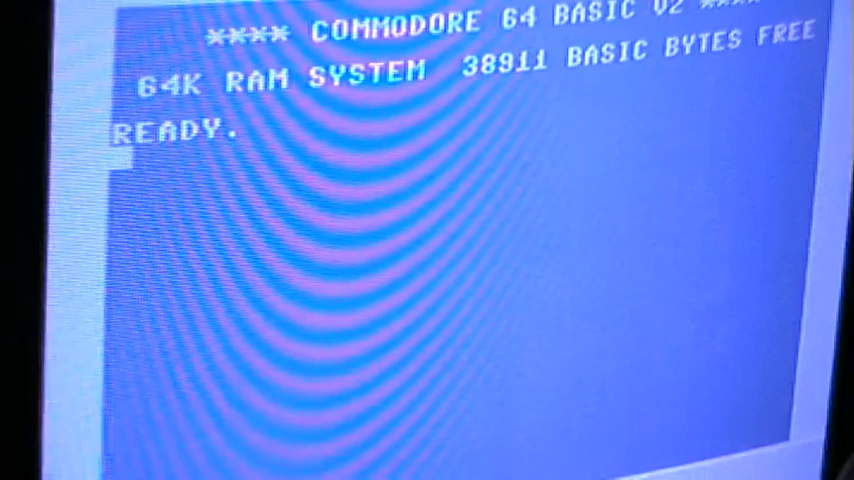 **** COMMODORE 64 BASIC V2 ****
64K RAM SYSTEM 38911 BASIC BYTES FREE
READY.